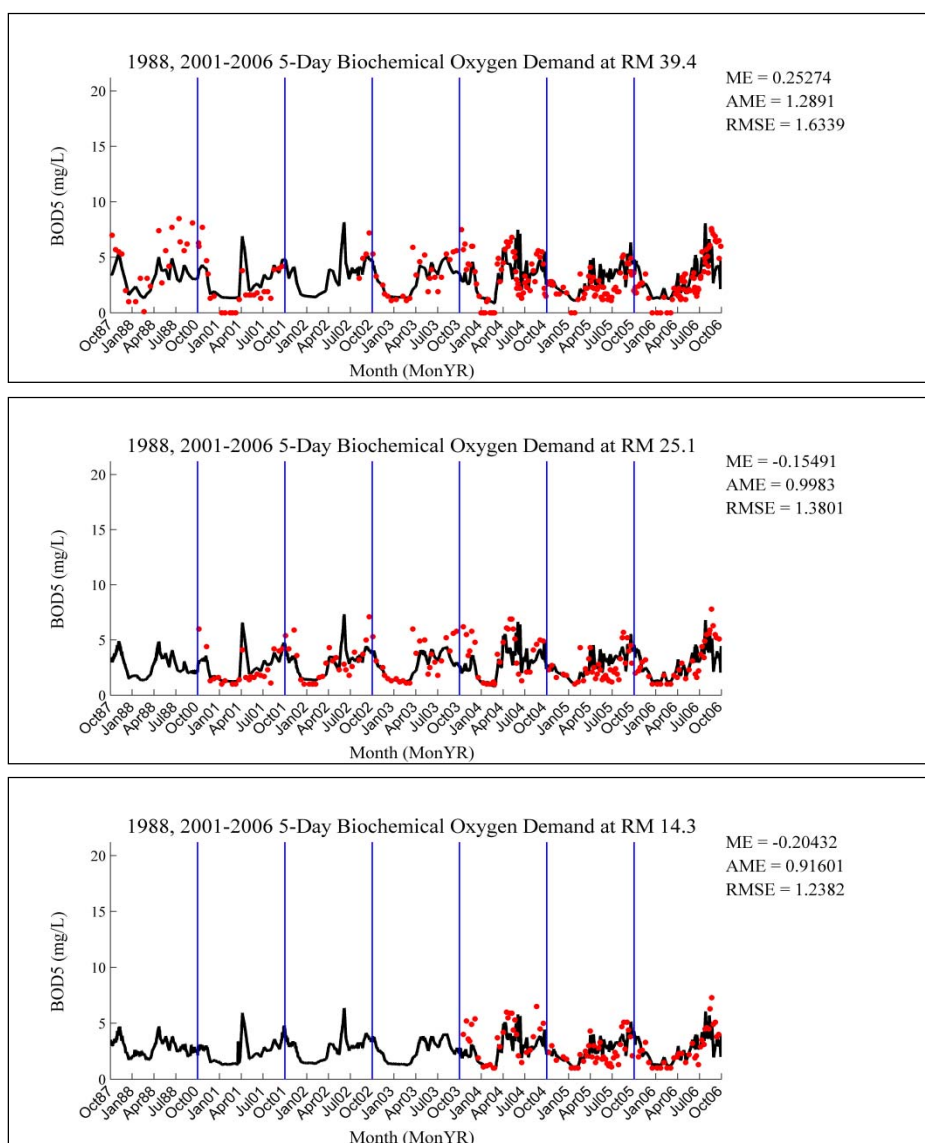 1988, 2001-2006 5-Day Biochemical Oxygen Demand at RM 39.4
ME = 0.25274
AME = 1.2891
RMSE = 1.6339
BOD5 (mg/L)
20
15
10
5
0
Oct87 Jan88 Apr88 Jul88 Oct00 Jan01 Apr01 Jul01 Oct01 Jan02 Apr02 Jul02 Oct02 Jan03 Apr03 Jul03 Oct03 Jan04 Apr04 Jul04 Oct04 Jan05 Apr05 Jul05 Oct05 Jan06 Apr06 Jul06 Oct06
Month (MonYR)
1988, 2001-2006 5-Day Biochemical Oxygen Demand at RM 25.1
ME = -0.15491
AME = 0.9983
RMSE = 1.3801
BOD5 (mg/L)
20
15
10
5
0
Oct87 Jan88 Apr88 Jul88 Oct00 Jan01 Apr01 Jul01 Oct01 Jan02 Apr02 Jul02 Oct02 Jan03 Apr03 Jul03 Oct03 Jan04 Apr04 Jul04 Oct04 Jan05 Apr05 Jul05 Oct05 Jan06 Apr06 Jul06 Oct06
Month (MonYR)
1988, 2001-2006 5-Day Biochemical Oxygen Demand at RM 14.3
ME = -0.20432
AME = 0.91601
RMSE = 1.2382
BOD5 (mg/L)
20
15
10
5
0
Oct87 Jan88 Apr88 Jul88 Oct00 Jan01 Apr01 Jul01 Oct01 Jan02 Apr02 Jul02 Oct02 Jan03 Apr03 Jul03 Oct03 Jan04 Apr04 Jul04 Oct04 Jan05 Apr05 Jul05 Oct05 Jan06 Apr06 Jul06 Oct06
Month (MonYR)